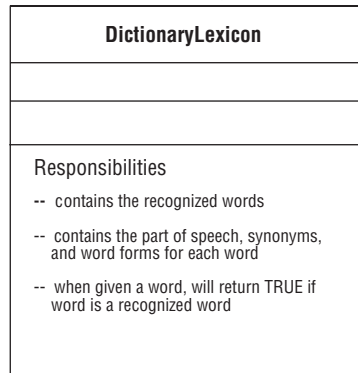 DictionaryLexicon
Responsibilities
-- contains the recognized words
-- contains the part of speech, synonyms,
and word forms for each word
-- when given a word, will return TRUE if
word is a recognized word